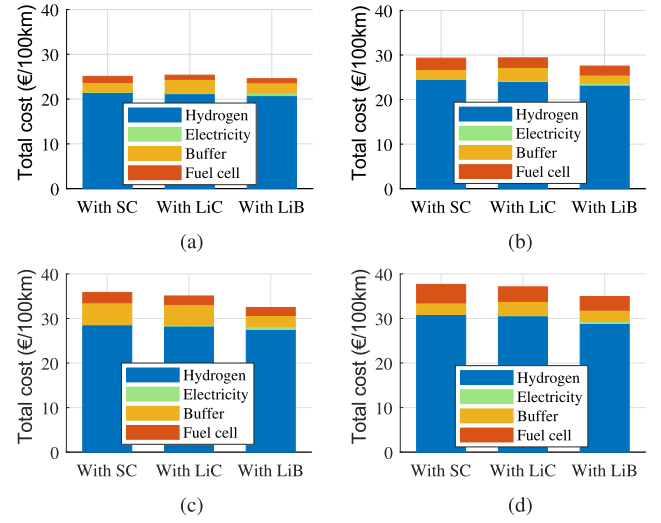 40
30
20
10
0
Total cost (€/100km)
Hydrogen
Electricity
Buffer
Fuel cell
With SC With LiC With LiB
(a)
40
30
20
10
0
Total cost (€/100km)
Hydrogen
Electricity
Buffer
Fuel cell
With SC With LiC With LiB
(b)
40
30
20
10
0
Total cost (€/100km)
Hydrogen
Electricity
Buffer
Fuel cell
With SC With LiC With LiB
(c)
40
30
20
10
0
Total cost (€/100km)
Hydrogen
Electricity
Buffer
Fuel cell
With SC With LiC With LiB
(d)